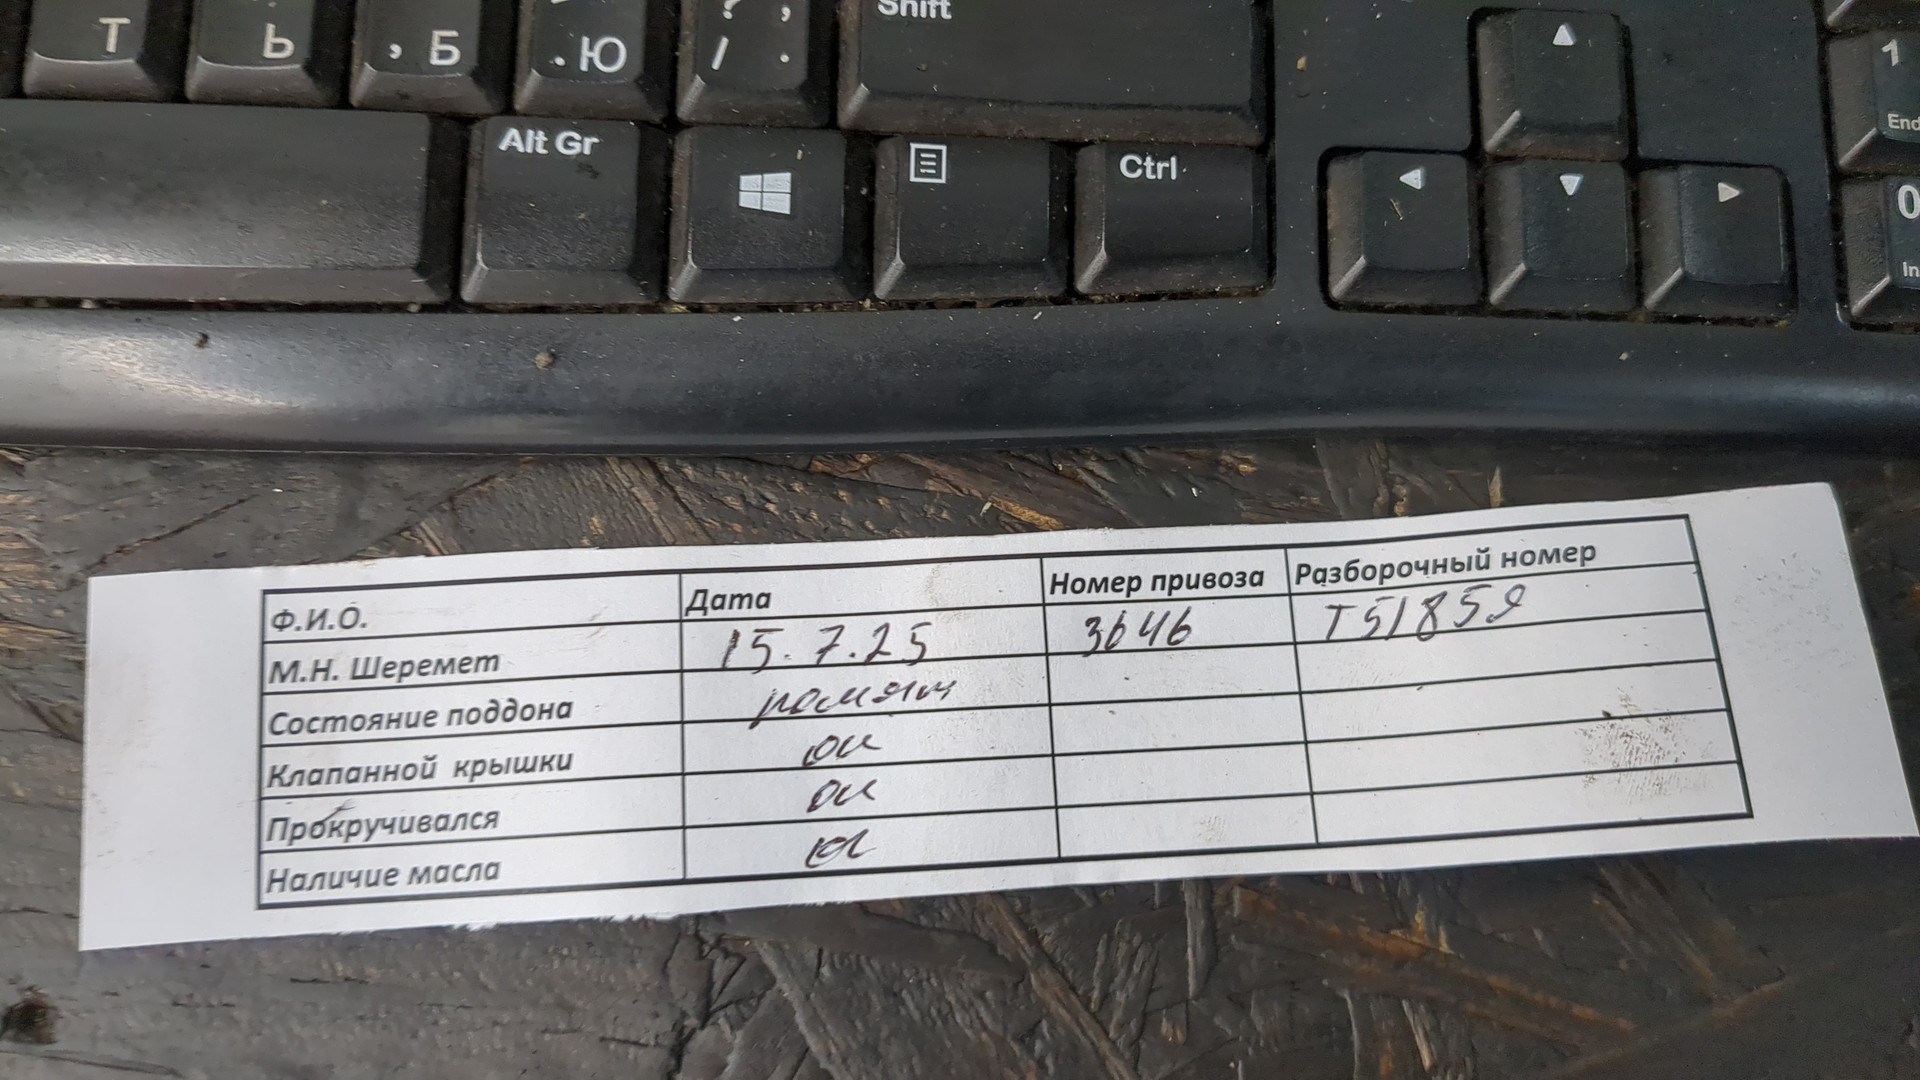 Т Ь , Б . Ю ? , / . Shift
Alt Gr Ctrl
1 End
0 In
Ф.И.О. Дата Номер привоза Разборочный номер
М.Н. Шеремет 15.7.25 3646 Т51859
Состояние поддона помят
Клапанной крышки ок
Прокручивался ок
Наличие масла ок